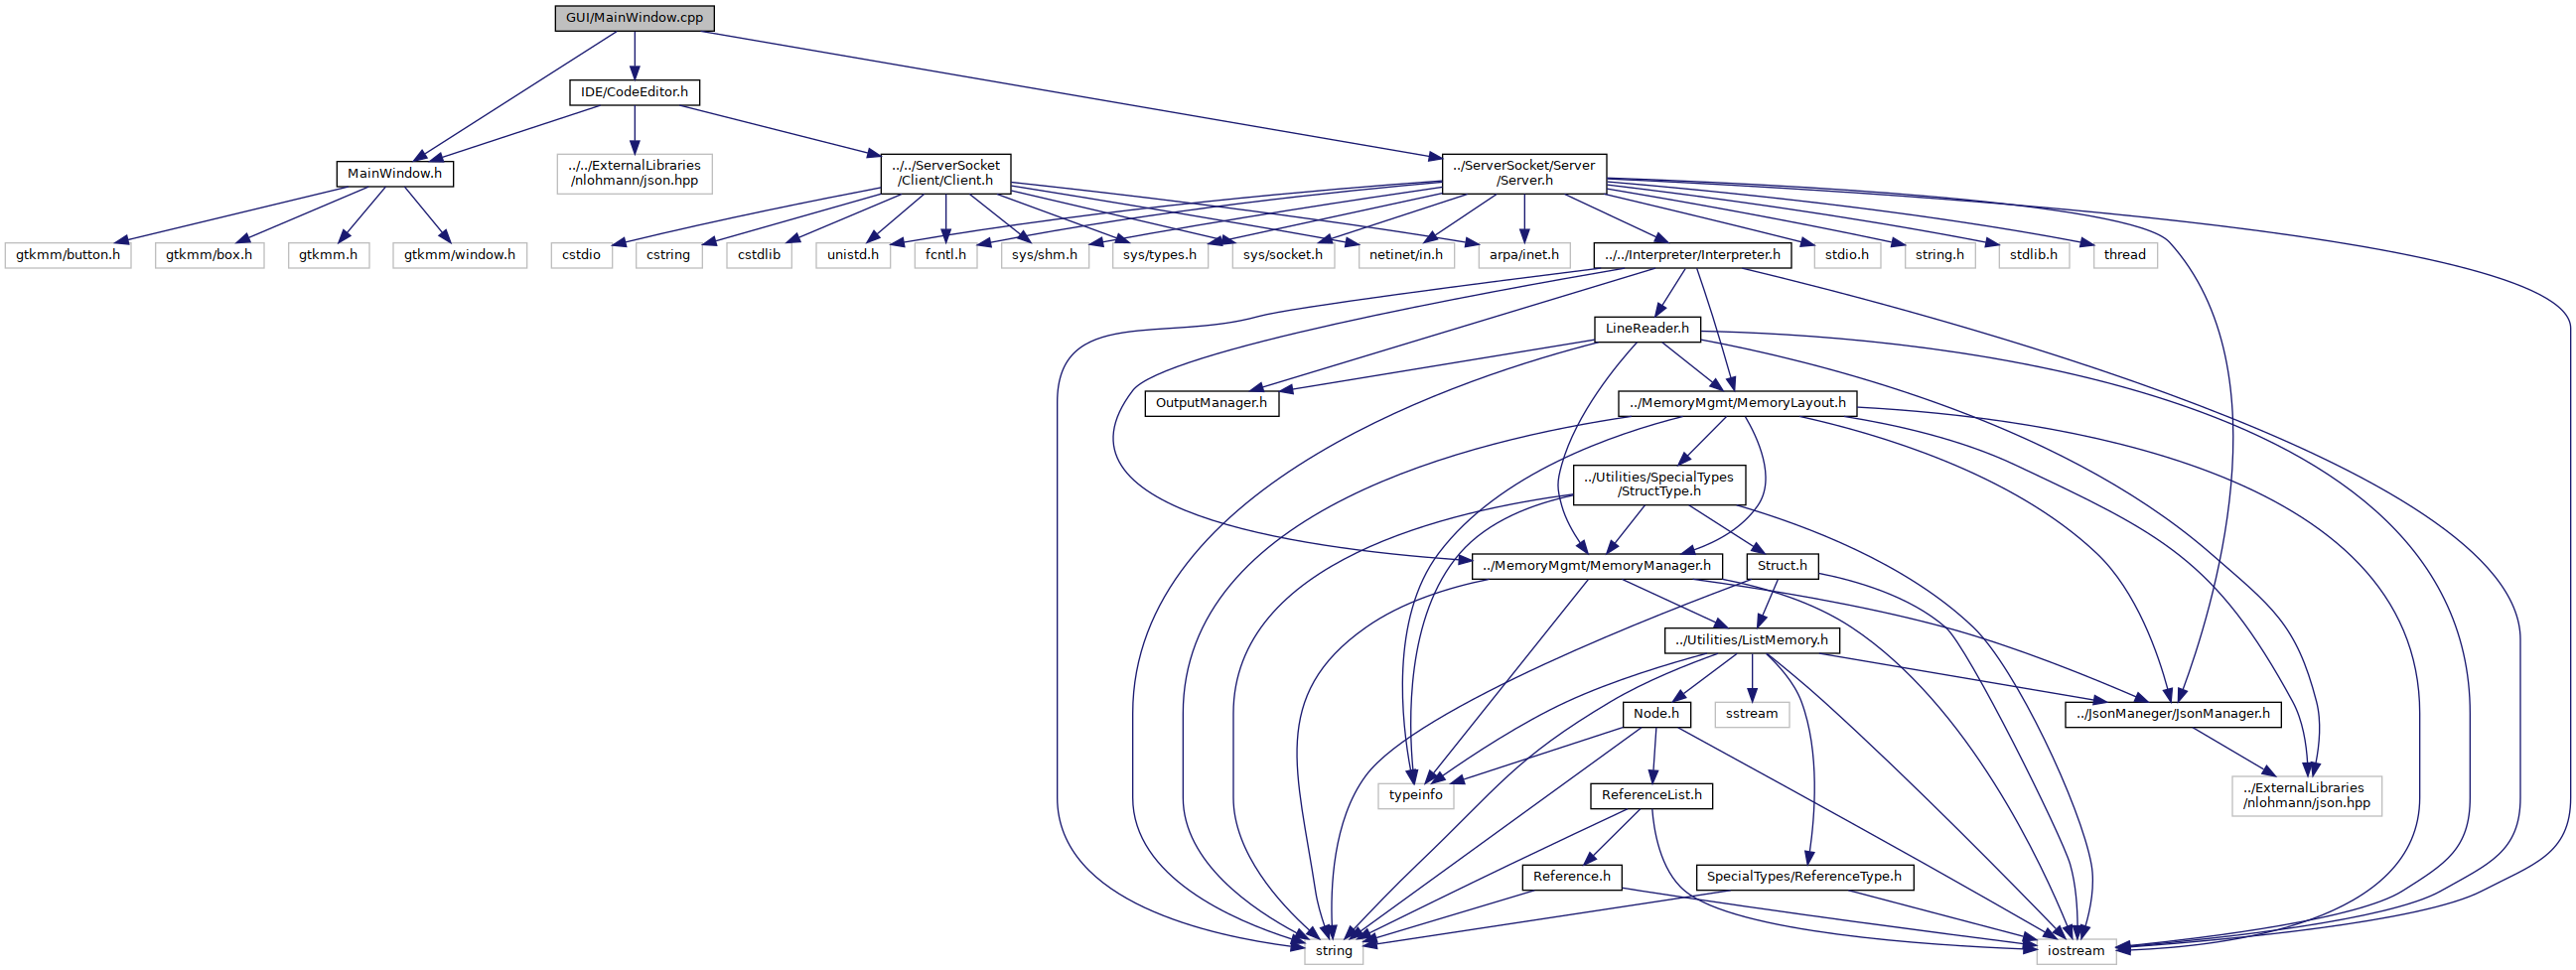 GUI/MainWindow.cpp
IDE/CodeEditor.h
MainWindow.h
../../ExternalLibraries
/nlohmann/json.hpp
../../ServerSocket
/Client/Client.h
../ServerSocket/Server
/Server.h
gtkmm/button.h
gtkmm/box.h
gtkmm.h
gtkmm/window.h
cstdio
cstring
cstdlib
unistd.h
fcntl.h
sys/shm.h
sys/types.h
sys/socket.h
netinet/in.h
arpa/inet.h
../../Interpreter/Interpreter.h
stdio.h
string.h
stdlib.h
thread
LineReader.h
OutputManager.h
../MemoryMgmt/MemoryLayout.h
../Utilities/SpecialTypes
/StructType.h
../MemoryMgmt/MemoryManager.h
Struct.h
../Utilities/ListMemory.h
Node.h
sstream
../JsonManeger/JsonManager.h
typeinfo
ReferenceList.h
../ExternalLibraries
/nlohmann/json.hpp
Reference.h
SpecialTypes/ReferenceType.h
string
iostream